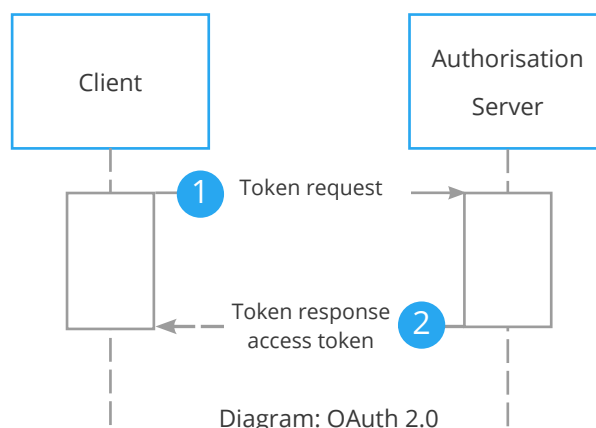 Client
Authorisation
Server
1
Token request
Token response
access token
2
Diagram: OAuth 2.0